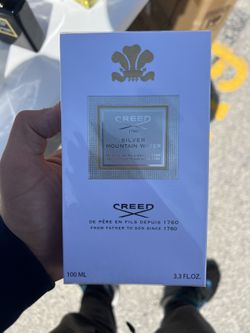 CREED
1760
SILVER
MOUNTAIN WATER
CREED
DE PÈRE EN FILS DEPUIS 1760
FROM FATHER TO SON SINCE 1760
100 ML
3.3 FL.OZ.